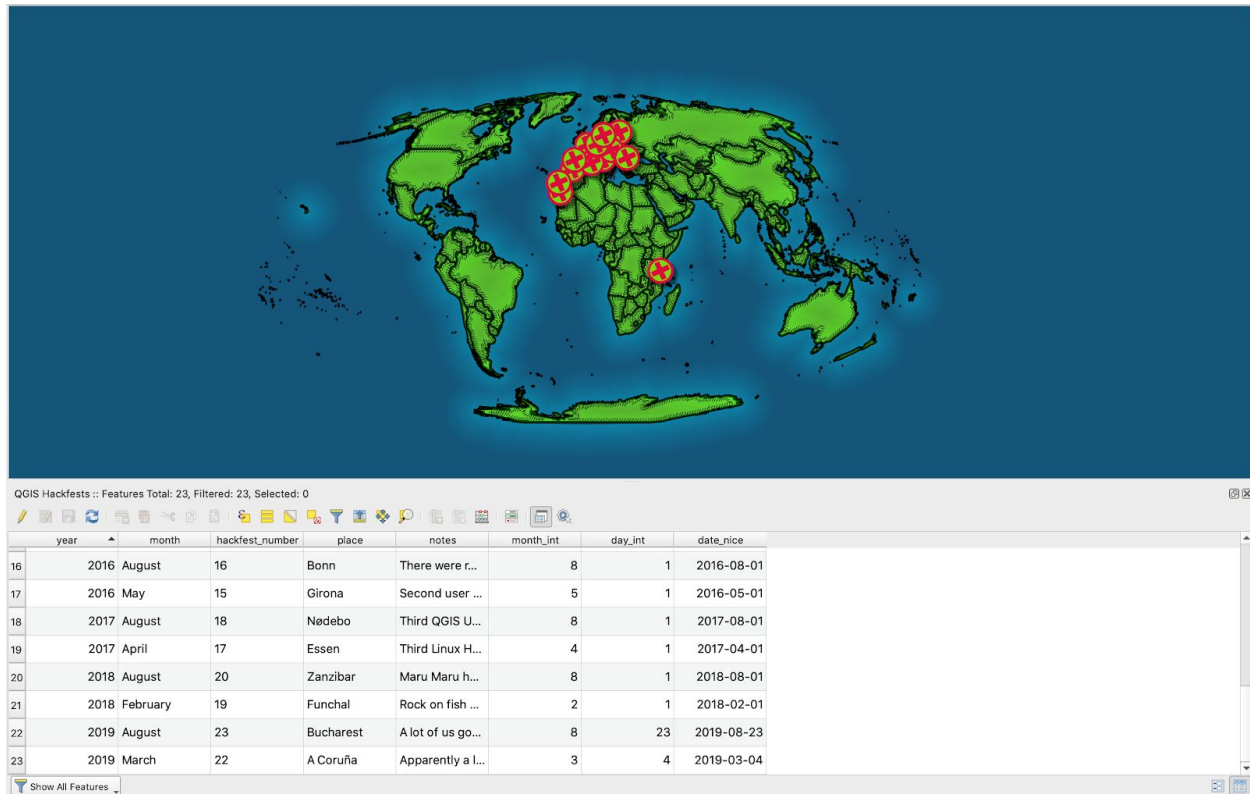 QGIS Hackfests :: Features Total: 23, Filtered: 23, Selected: 0
year month hackfest_number place notes month_int day_int date_nice
16 2016 August 16 Bonn There were r... 8 1 2016-08-01
17 2016 May 15 Girona Second user ... 5 1 2016-05-01
18 2017 August 18 Nødebo Third QGIS U... 8 1 2017-08-01
19 2017 April 17 Essen Third Linux H... 4 1 2017-04-01
20 2018 August 20 Zanzibar Maru Maru h... 8 1 2018-08-01
21 2018 February 19 Funchal Rock on fish ... 2 1 2018-02-01
22 2019 August 23 Bucharest A lot of us go... 8 23 2019-08-23
23 2019 March 22 A Coruña Apparently a l... 3 4 2019-03-04
Show All Features